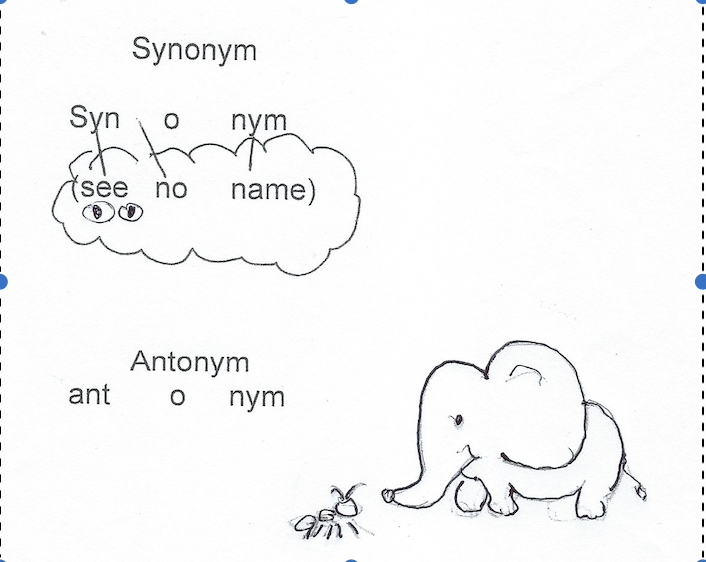 Synonym
Syn o nym
(see no name)
Antonym
ant o nym